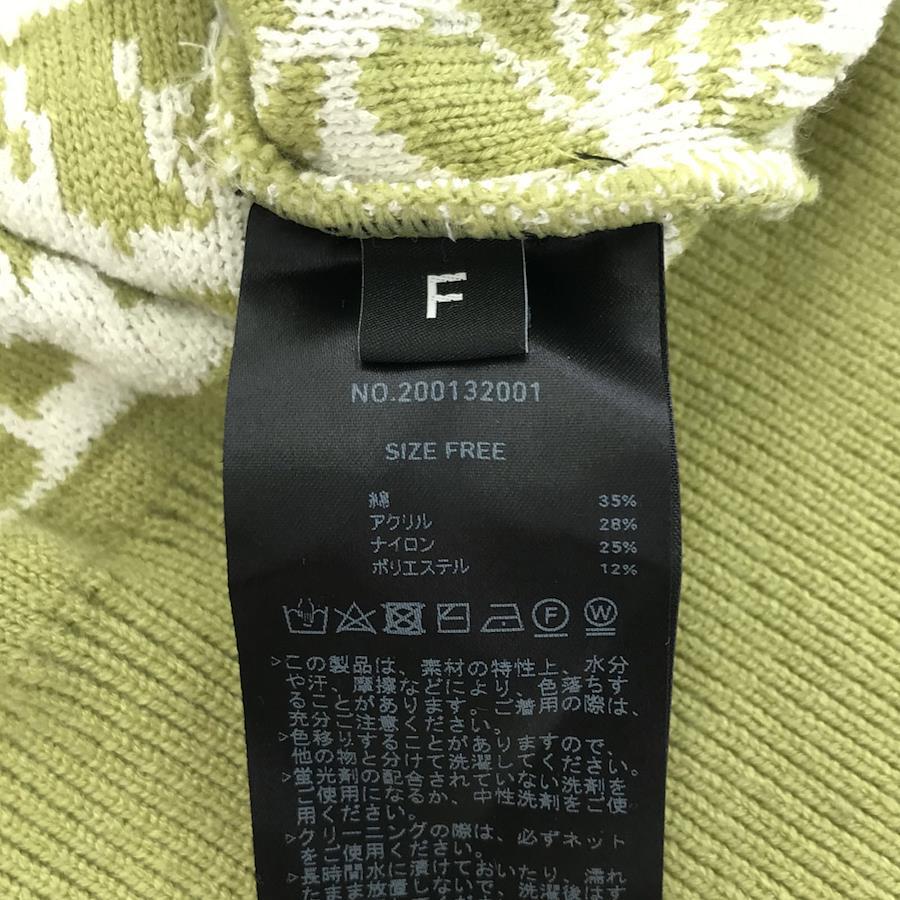 F
NO.200132001
SIZE FREE
綿 35%
アクリル 28%
ナイロン 25%
ポリエステル 12%
F W
>この製品は、素材の特性上、水分
や汗、摩擦などにより、色落ちす
ることがあります。ご着用の際は、
充分ご注意ください。
>色移りすることがありますので、
他の物と分けて洗濯してください。
>蛍光剤の配合されていない洗剤を
ご使用になるか、中性洗剤をご使
用ください。
>クリーニングの際は、必ずネット
をご使用ください。
>長時間水に漬けておいたり、濡れ
たまま放置しないで、洗濯後はす